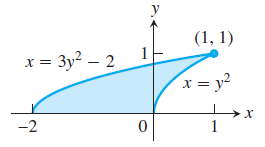 y
(1, 1)
x = 3y² – 2
1
x = y²
x
–2
0
1